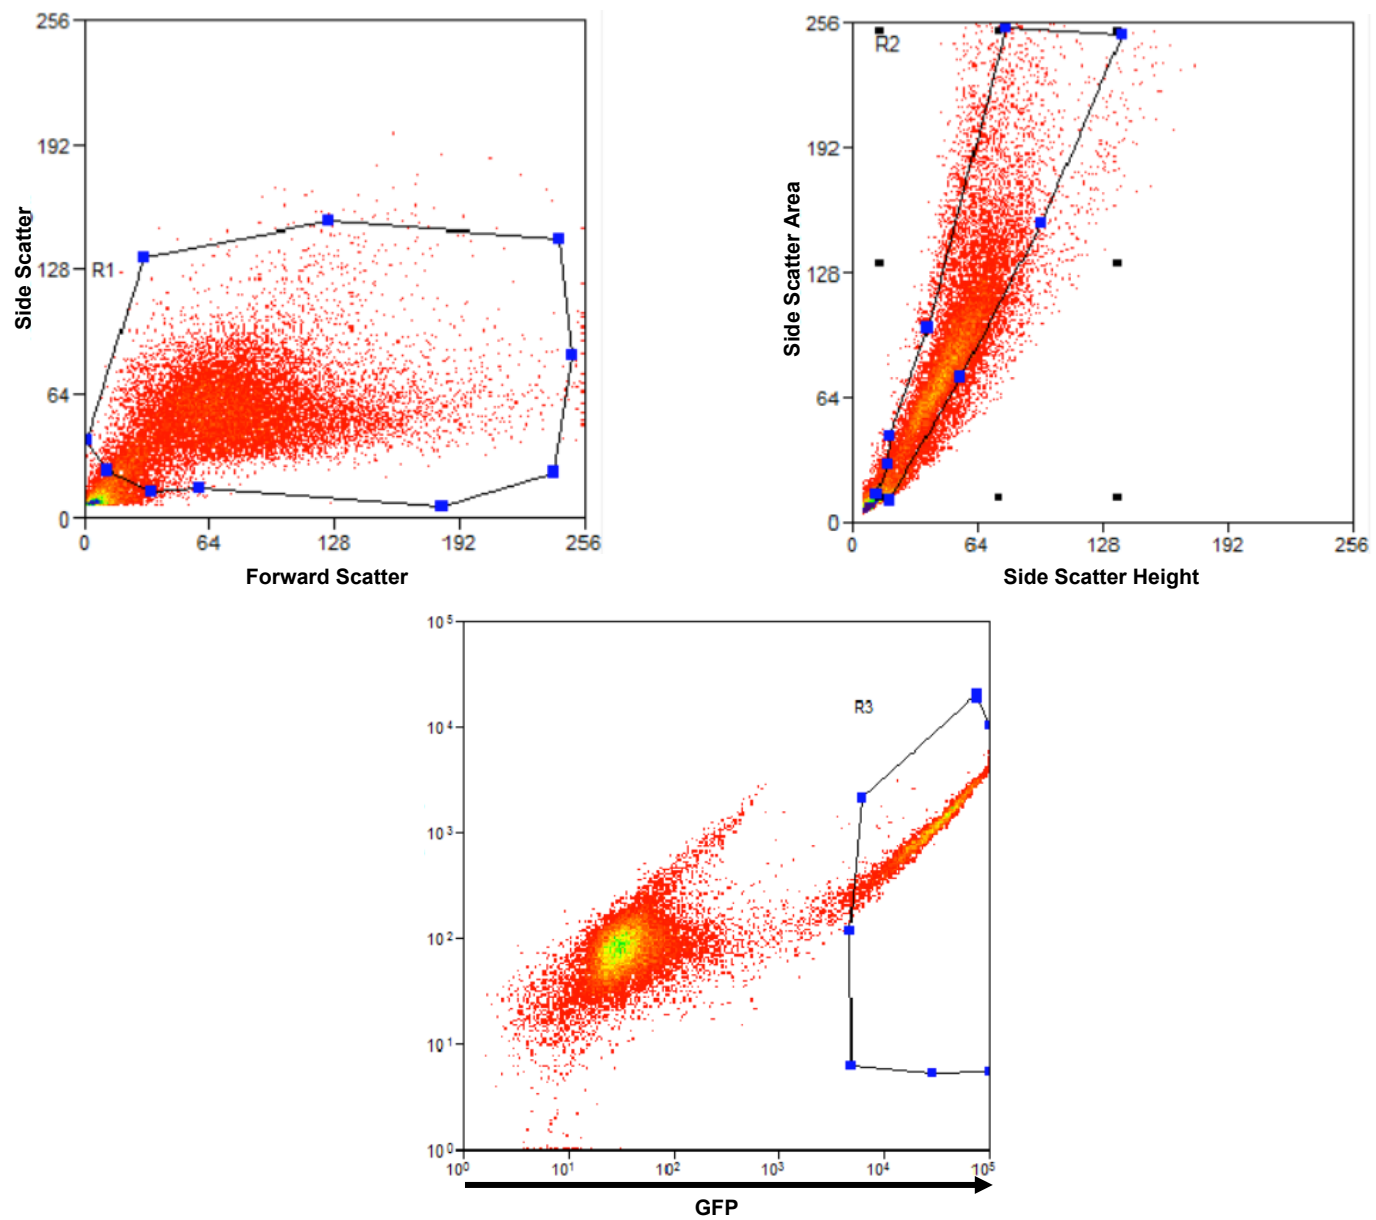 256
192
128
64
0
0 64 128 192 256
Side Scatter
R1
Forward Scatter
256
192
128
64
0
0 64 128 192 256
Side Scatter Area
R2
Side Scatter Height
10⁵
10⁴
10³
10²
10¹
10⁰
10⁰ 10¹ 10² 10³ 10⁴ 10⁵
R3
GFP